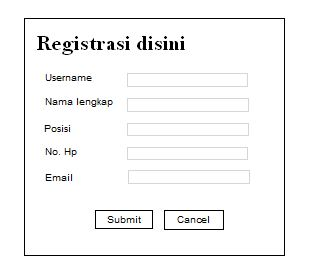 Registrasi disini
Username
Nama lengkap
Posisi
No. Hp
Email
Submit Cancel